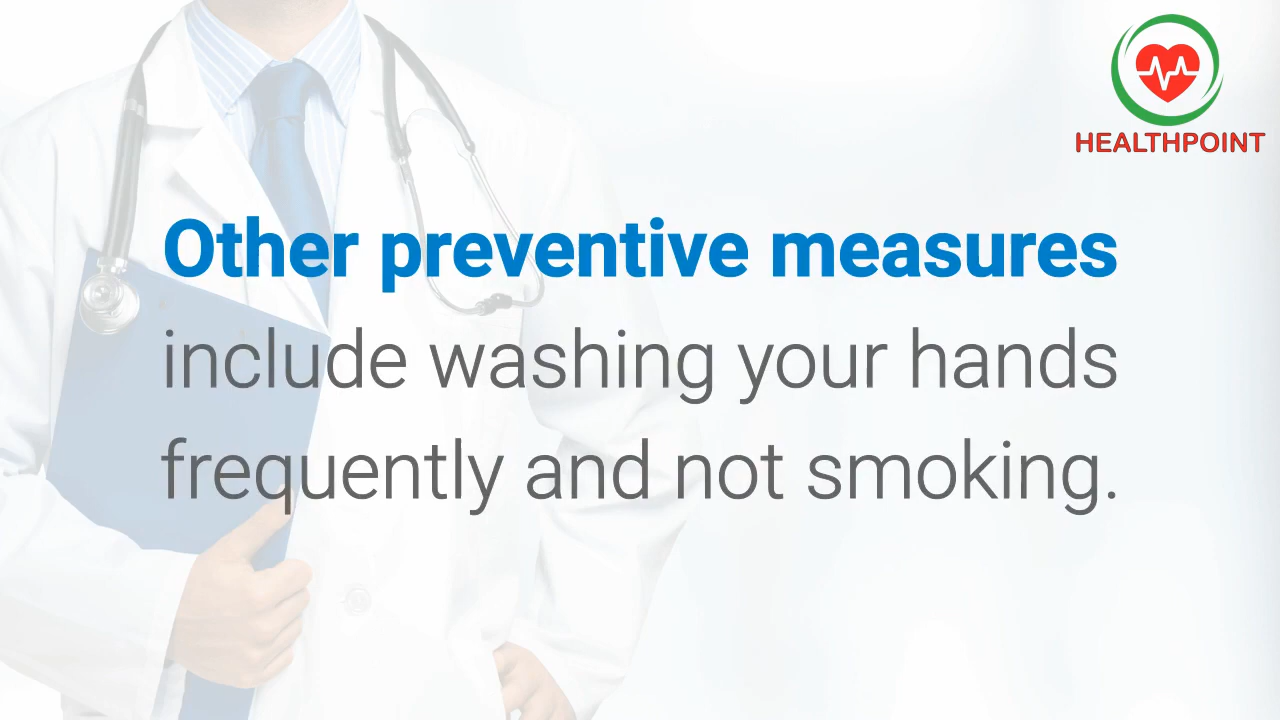 HEALTHPOINT
Other preventive measures
include washing your hands
frequently and not smoking.